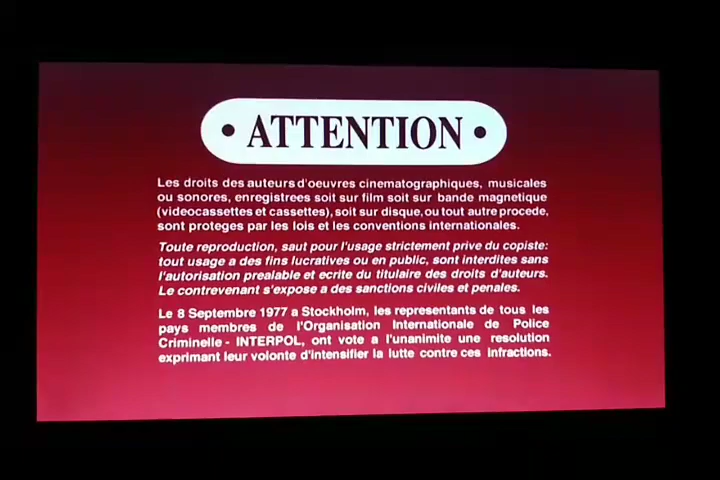 • ATTENTION •
Les droits des auteurs d'oeuvres cinematographiques, musicales
ou sonores, enregistrees soit sur film soit sur bande magnetique
(videocassettes et cassettes), soit sur disque, ou tout autre procede,
sont proteges par les lois et les conventions internationales.
Toute reproduction, saut pour l'usage strictement prive du copiste:
tout usage a des fins lucratives ou en public, sont interdites sans
l'autorisation prealable et ecrite du titulaire des droits d'auteurs.
Le contrevenant s'expose a des sanctions civiles et penales.
Le 8 Septembre 1977 a Stockholm, les representants de tous les
pays membres de l'Organisation Internationale de Police
Criminelle - INTERPOL, ont vote a l'unanimite une resolution
exprimant leur volonte d'intensifier la lutte contre ces infractions.